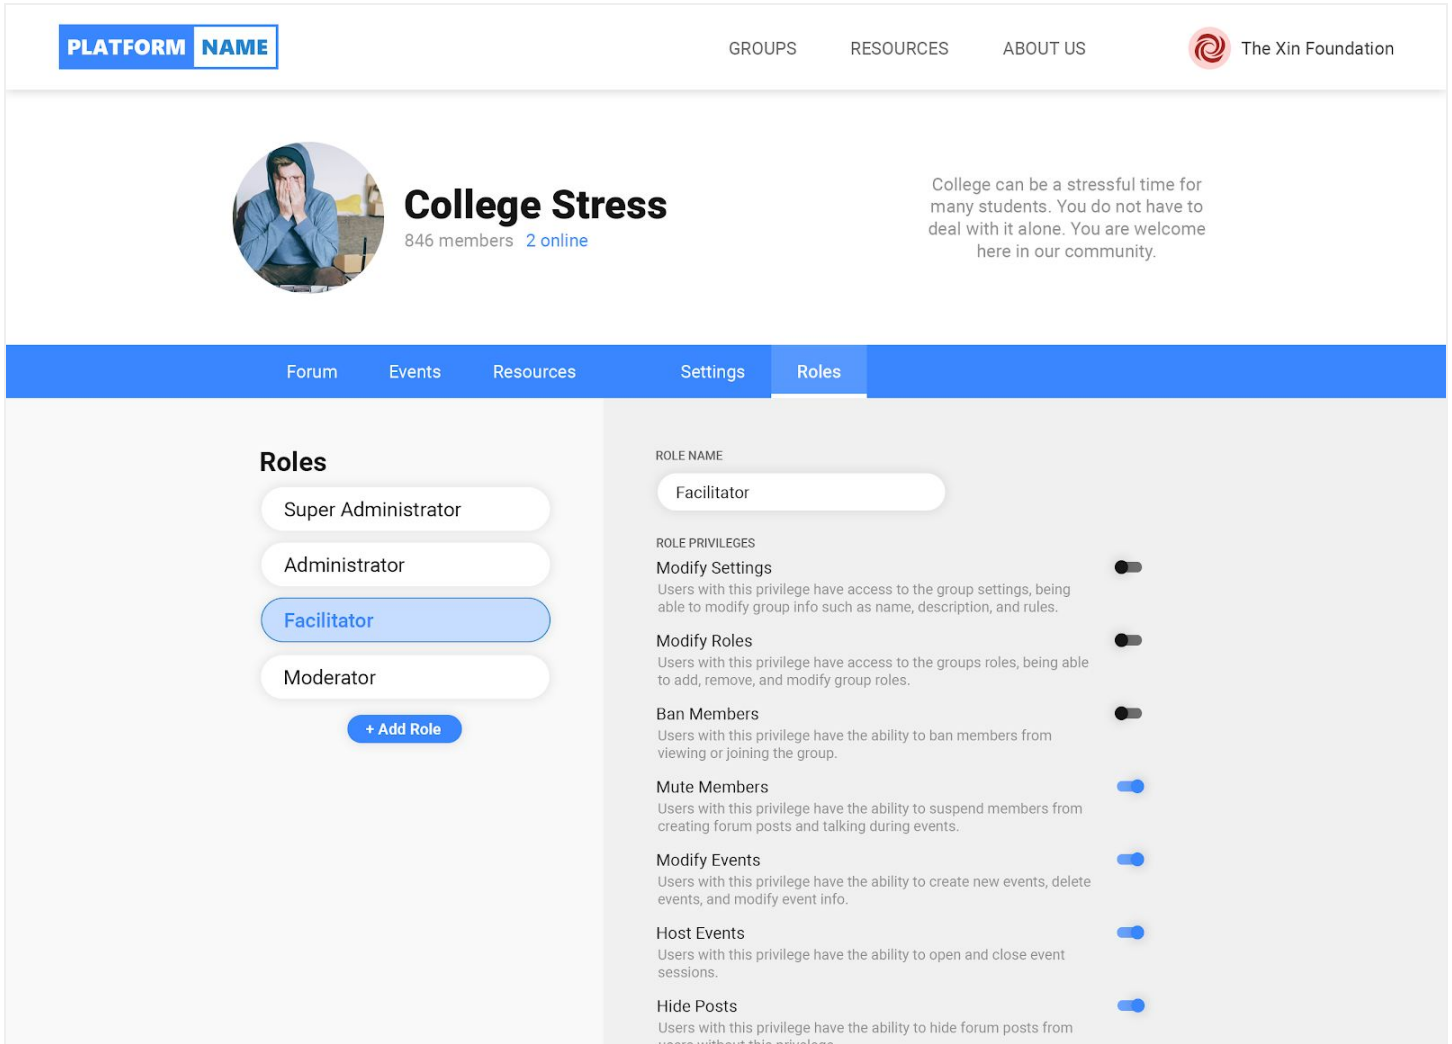 PLATFORM NAME
GROUPS
RESOURCES
ABOUT US
The Xin Foundation
College Stress
846 members 2 online
College can be a stressful time for
many students. You do not have to
deal with it alone. You are welcome
here in our community.
Forum
Events
Resources
Settings
Roles
Roles
Super Administrator
Administrator
Facilitator
Moderator
+ Add Role
ROLE NAME
Facilitator
ROLE PRIVILEGES
Modify Settings
Users with this privilege have access to the group settings, being
able to modify group info such as name, description, and rules.
Modify Roles
Users with this privilege have access to the groups roles, being able
to add, remove, and modify group roles.
Ban Members
Users with this privilege have the ability to ban members from
viewing or joining the group.
Mute Members
Users with this privilege have the ability to suspend members from
creating forum posts and talking during events.
Modify Events
Users with this privilege have the ability to create new events, delete
events, and modify event info.
Host Events
Users with this privilege have the ability to open and close event
sessions.
Hide Posts
Users with this privilege have the ability to hide forum posts from